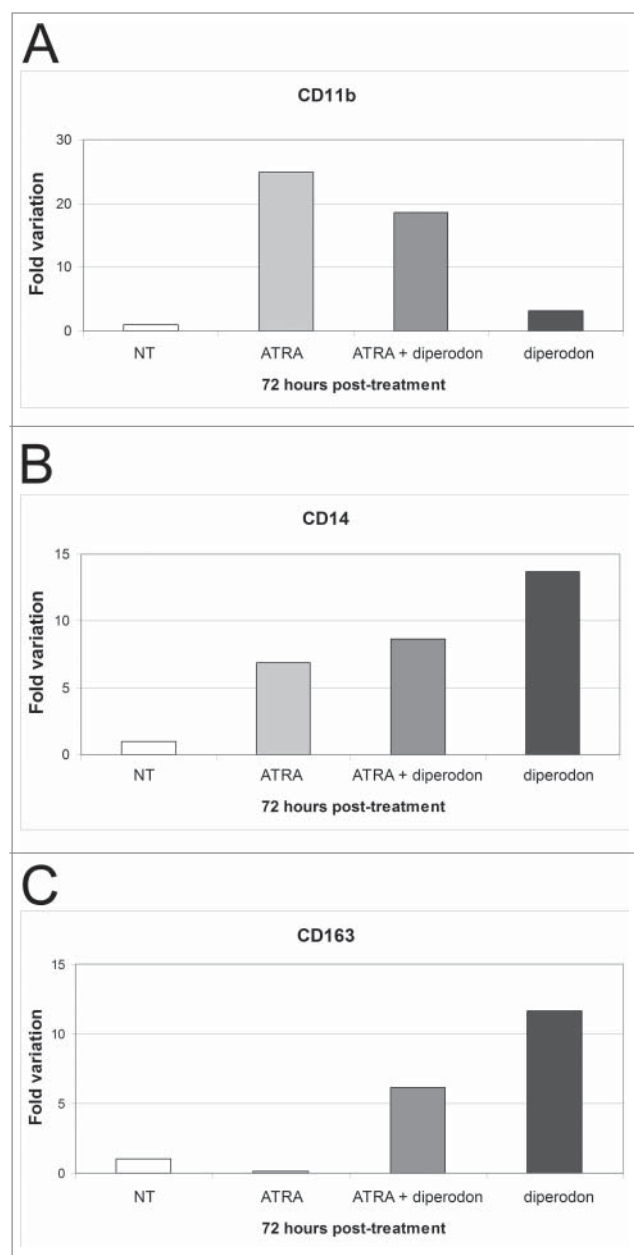 A
CD11b
30
20
10
0
Fold variation
NT ATRA ATRA + diperodon diperodon
72 hours post-treatment
B
CD14
15
10
5
0
Fold variation
NT ATRA ATRA + diperodon diperodon
72 hours post-treatment
C
CD163
15
10
5
0
Fold variation
NT ATRA ATRA + diperodon diperodon
72 hours post-treatment